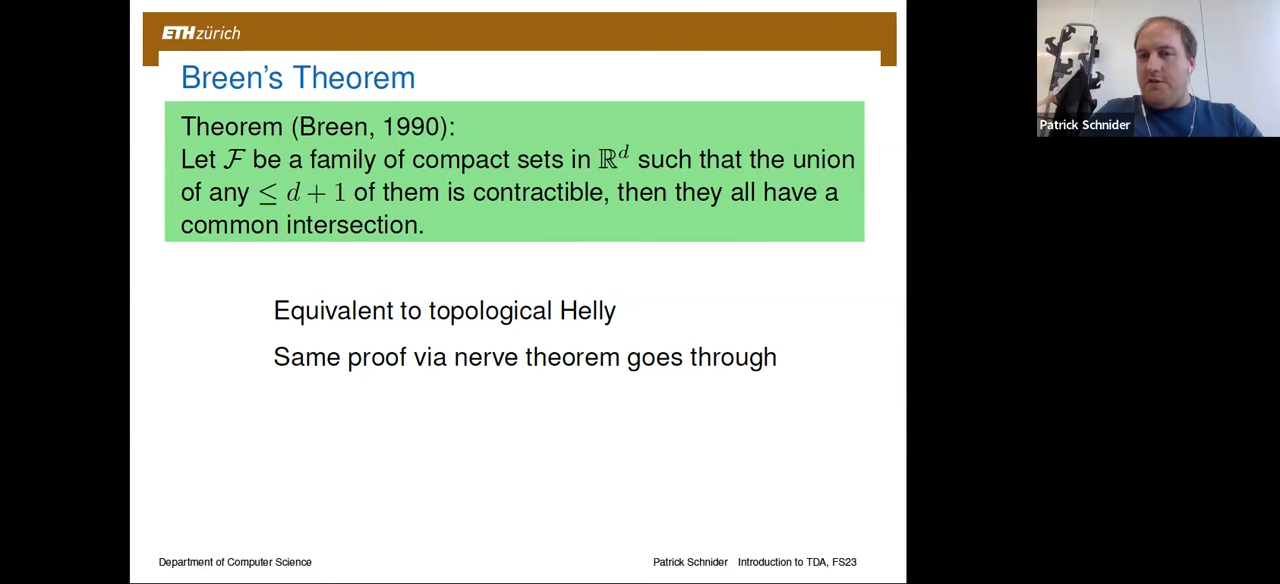 ETH zürich
Breen's Theorem
Theorem (Breen, 1990):
Let ℱ be a family of compact sets in ℝᵈ such that the union
of any ≤ d + 1 of them is contractible, then they all have a
common intersection.
Equivalent to topological Helly
Same proof via nerve theorem goes through
Department of Computer Science
Patrick Schnider Introduction to TDA, FS23
Patrick Schnider